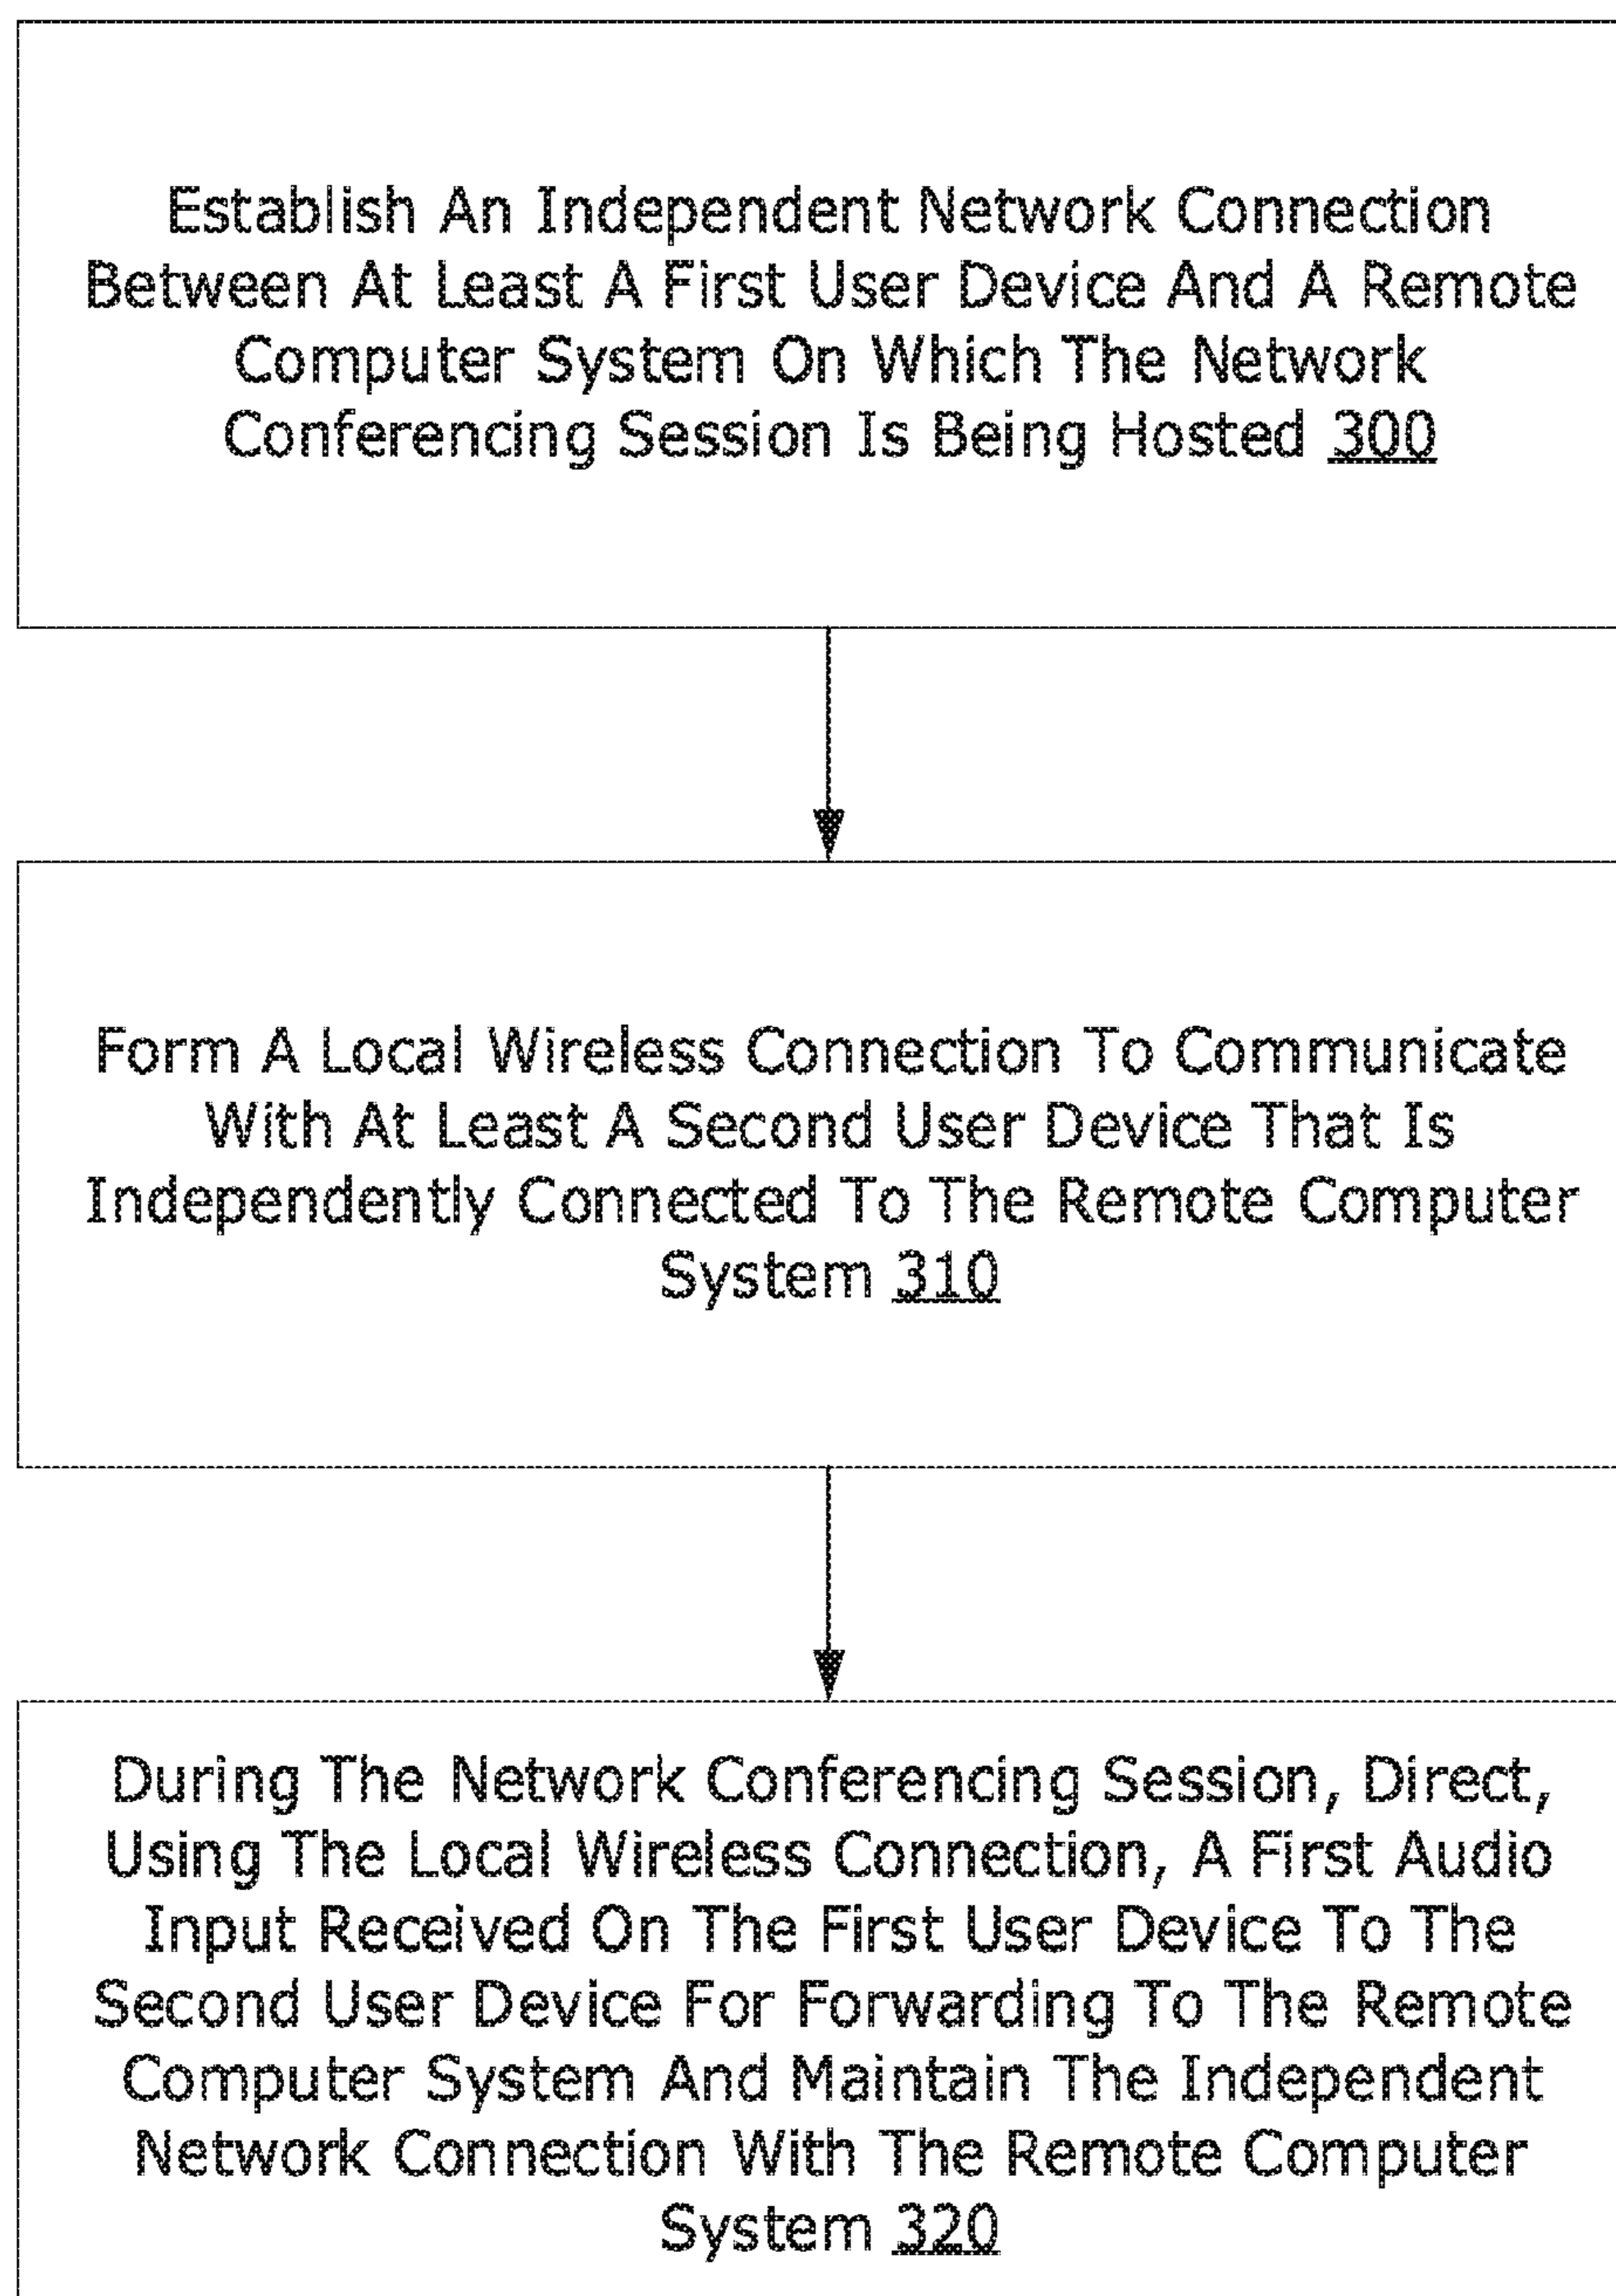 Establish An Independent Network Connection
Between At Least A First User Device And A Remote
Computer System On Which The Network
Conferencing Session Is Being Hosted 300
Form A Local Wireless Connection To Communicate
With At Least A Second User Device That Is
Independently Connected To The Remote Computer
System 310
During The Network Conferencing Session, Direct,
Using The Local Wireless Connection, A First Audio
Input Received On The First User Device To The
Second User Device For Forwarding To The Remote
Computer System And Maintain The Independent
Network Connection With The Remote Computer
System 320